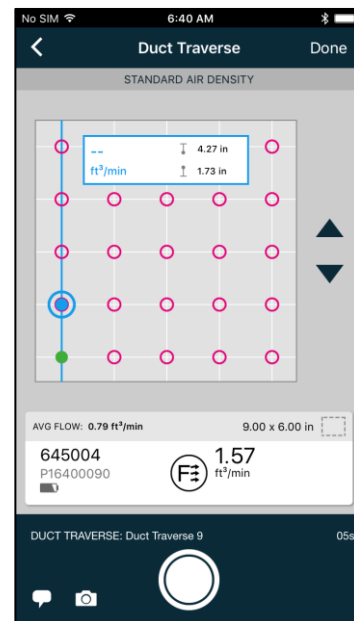 No SIM 6:40 AM
Duct Traverse Done
STANDARD AIR DENSITY
-- 4.27 in
ft³/min 1.73 in
AVG FLOW: 0.79 ft³/min 9.00 x 6.00 in
645004 1.57
P16400090 F ft³/min
DUCT TRAVERSE: Duct Traverse 9 05s